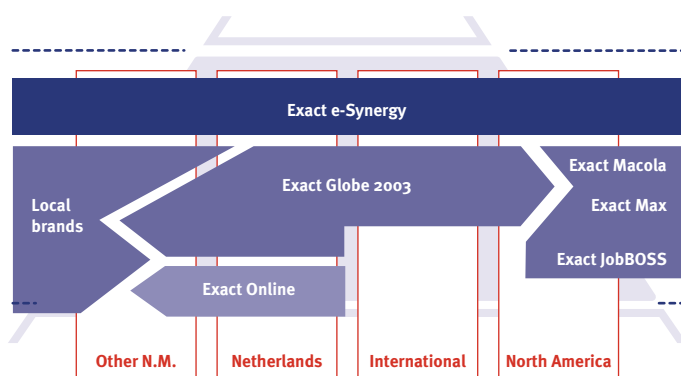 Exact e-Synergy
Local
brands
Exact Globe 2003
Exact Macola
Exact Max
Exact JobBOSS
Exact Online
Other N.M.
Netherlands
International
North America